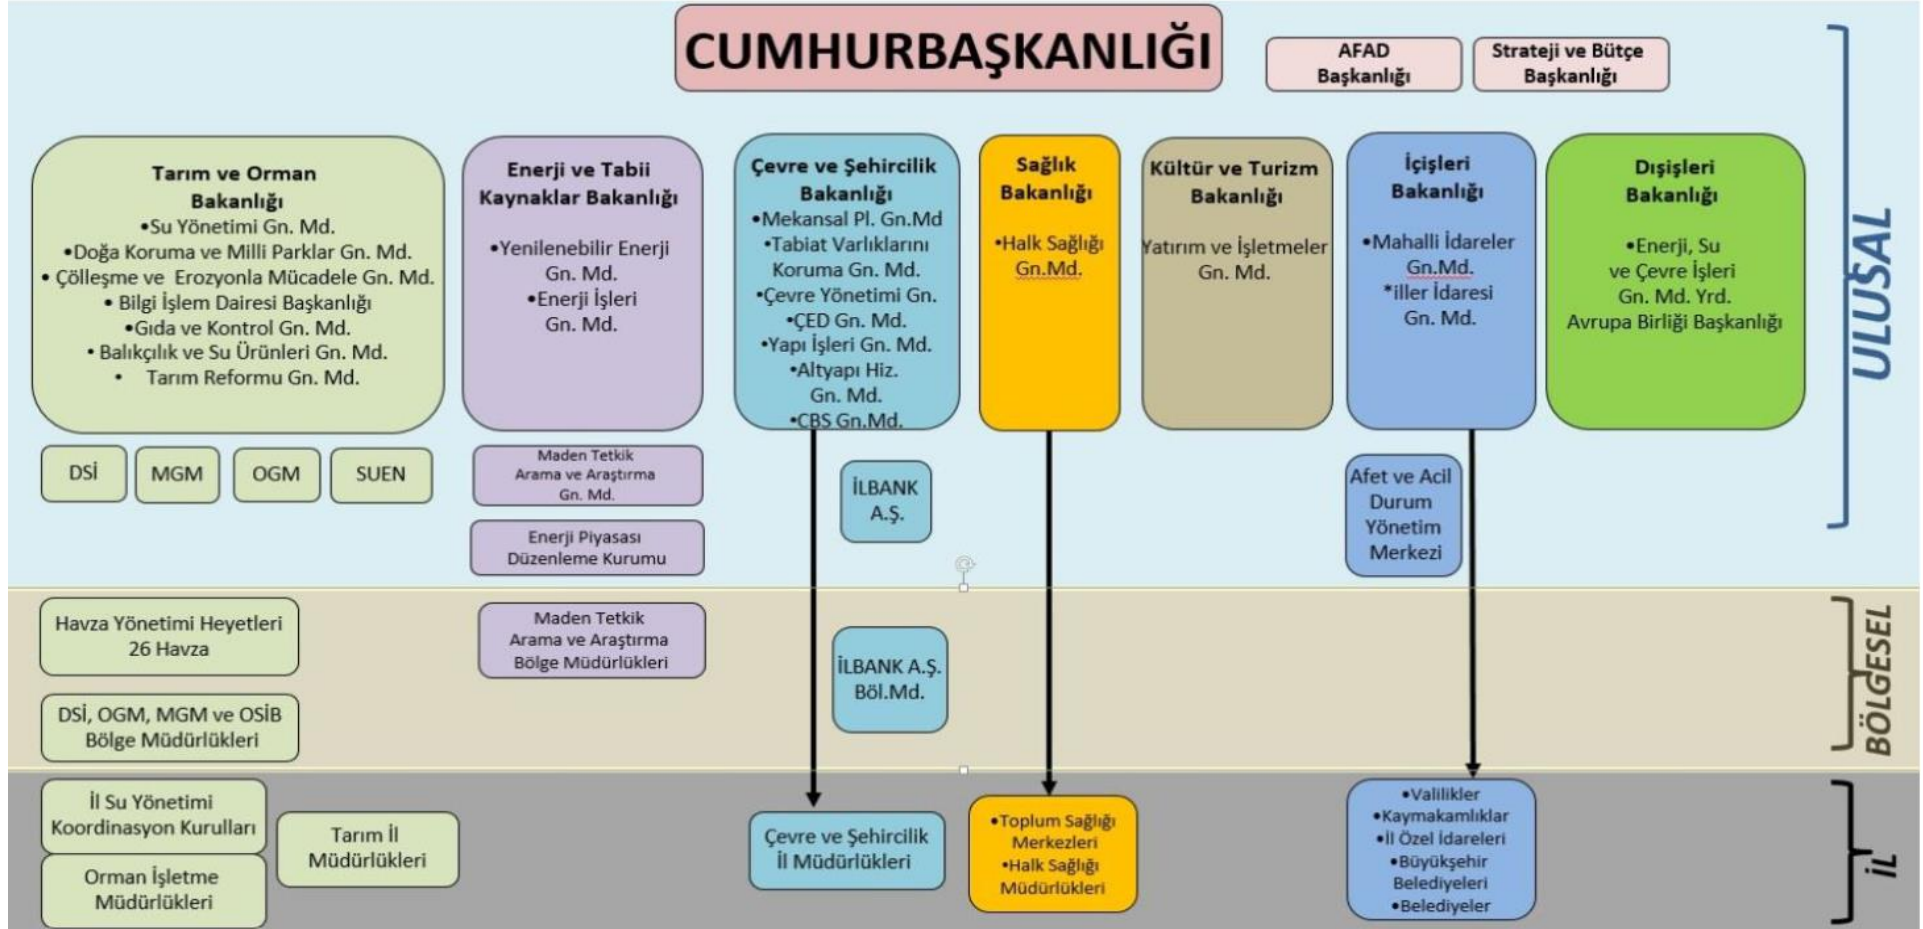 CUMHURBAŞKANLIĞI
AFAD
Başkanlığı
Strateji ve Bütçe
Başkanlığı
Tarım ve Orman
Bakanlığı
•Su Yönetimi Gn. Md.
•Doğa Koruma ve Milli Parklar Gn. Md.
• Çölleşme ve Erozyonla Mücadele Gn. Md.
• Bilgi İşlem Dairesi Başkanlığı
•Gıda ve Kontrol Gn. Md.
• Balıkçılık ve Su Ürünleri Gn. Md.
• Tarım Reformu Gn. Md.
Enerji ve Tabii
Kaynaklar Bakanlığı
•Yenilenebilir Enerji
Gn. Md.
•Enerji İşleri
Gn. Md.
Çevre ve Şehircilik
Bakanlığı
•Mekansal Pl. Gn.Md
•Tabiat Varlıklarını
Koruma Gn. Md.
•Çevre Yönetimi Gn.
•ÇED Gn. Md.
•Yapı İşleri Gn. Md.
•Altyapı Hiz.
Gn. Md.
•CBS Gn.Md.
Sağlık
Bakanlığı
•Halk Sağlığı
Gn.Md.
Kültür ve Turizm
Bakanlığı
Yatırım ve İşletmeler
Gn. Md.
İçişleri
Bakanlığı
•Mahalli İdareler
Gn.Md.
*iller İdaresi
Gn. Md.
Dışişleri
Bakanlığı
•Enerji, Su
ve Çevre İşleri
Gn. Md. Yrd.
Avrupa Birliği Başkanlığı
ULUSAL
DSİ
MGM
OGM
SUEN
Maden Tetkik
Arama ve Araştırma
Gn. Md.
Enerji Piyasası
Düzenleme Kurumu
İLBANK
A.Ş.
Afet ve Acil
Durum
Yönetim
Merkezi
Havza Yönetimi Heyetleri
26 Havza
DSİ, OGM, MGM ve OSİB
Bölge Müdürlükleri
Maden Tetkik
Arama ve Araştırma
Bölge Müdürlükleri
İLBANK A.Ş.
Böl.Md.
BÖLGESEL
İl Su Yönetimi
Koordinasyon Kurulları
Orman İşletme
Müdürlükleri
Tarım İl
Müdürlükleri
Çevre ve Şehircilik
İl Müdürlükleri
•Toplum Sağlığı
Merkezleri
•Halk Sağlığı
Müdürlükleri
•Valilikler
•Kaymakamlıklar
•İl Özel İdareleri
•Büyükşehir
Belediyeleri
•Belediyeler
İL